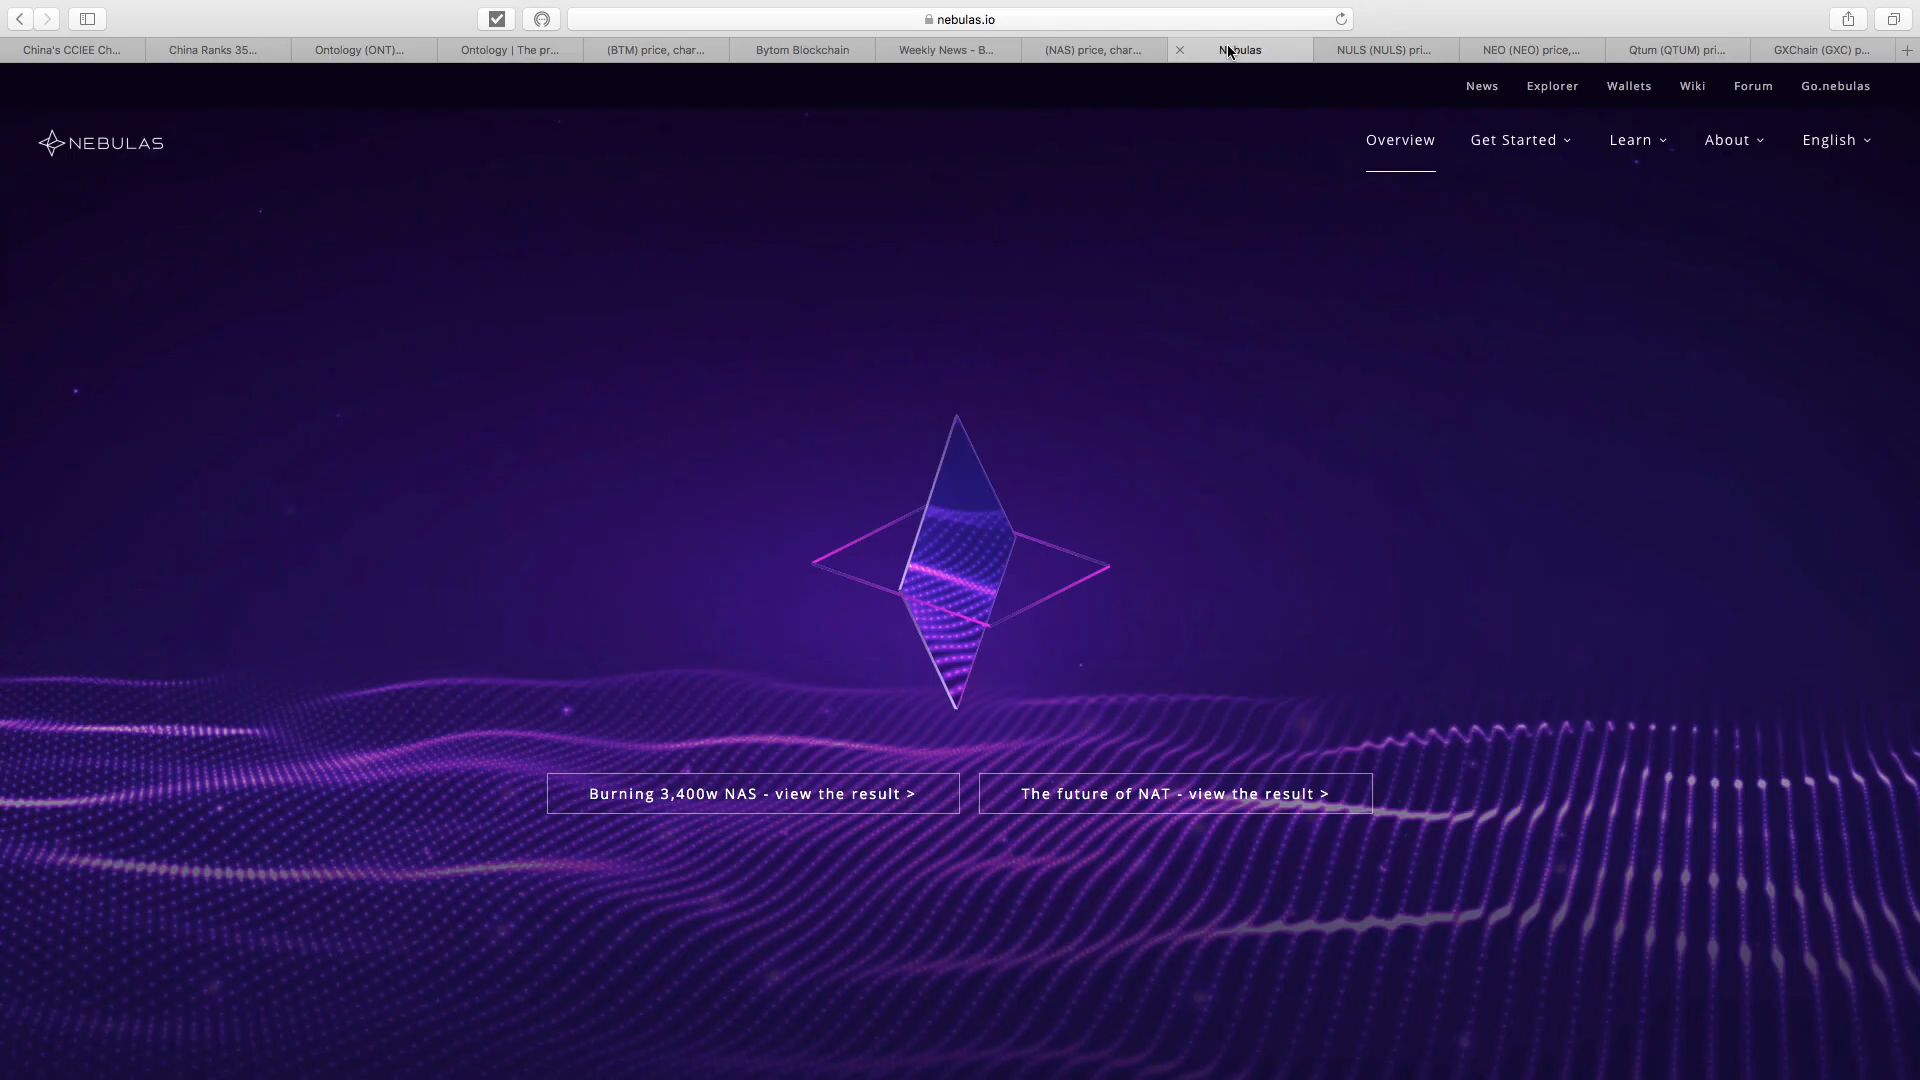 nebulas.io
China's CCIEE Ch...
China Ranks 35...
Ontology (ONT)...
Ontology | The pr...
(BTM) price, char...
Bytom Blockchain
Weekly News - B...
(NAS) price, char...
Nebulas
NULS (NULS) pri...
NEO (NEO) price,...
Qtum (QTUM) pri...
GXChain (GXC) p...
News
Explorer
Wallets
Wiki
Forum
Go.nebulas
NEBULAS
Overview
Get Started
Learn
About
English
Burning 3,400w NAS - view the result >
The future of NAT - view the result >